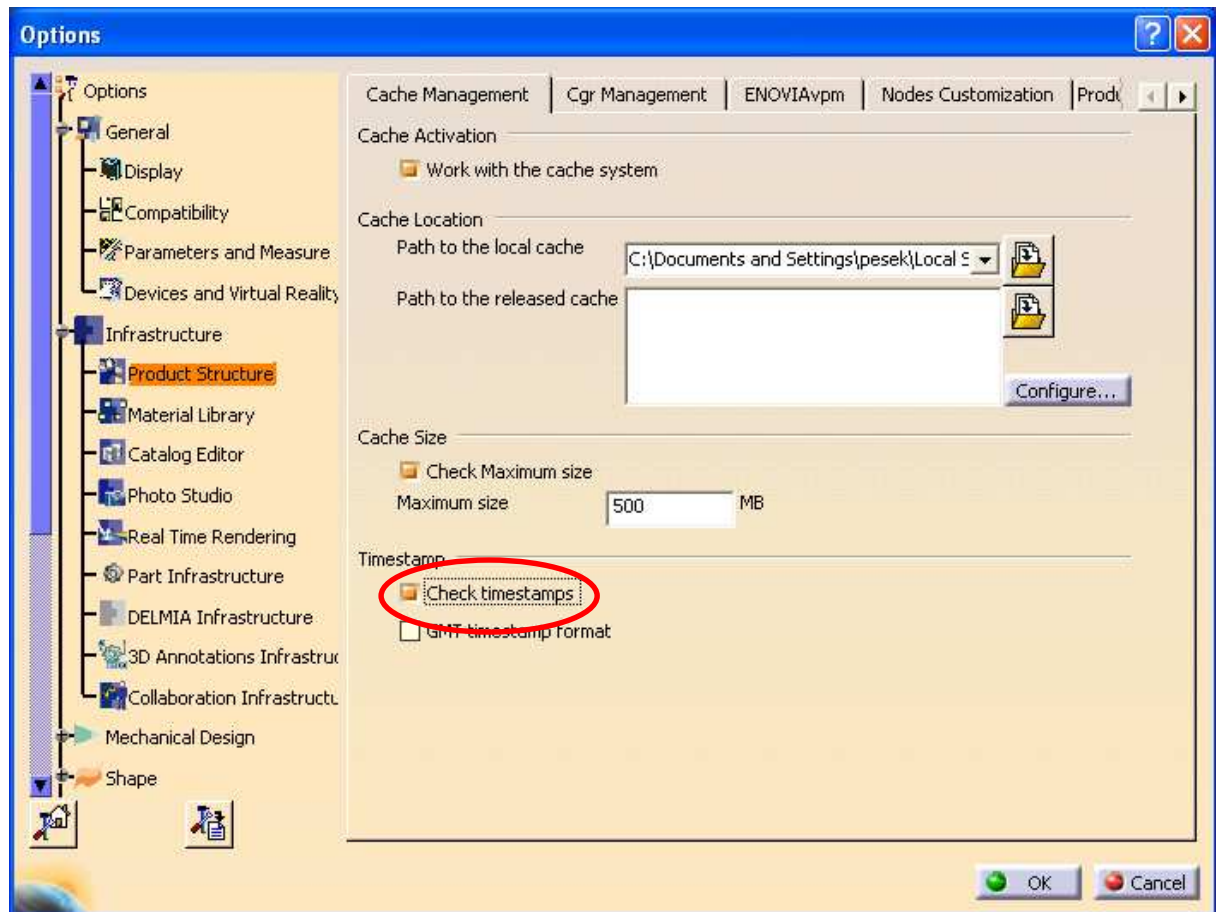 Options
Options
General
Display
Compatibility
Parameters and Measure
Devices and Virtual Reality
Infrastructure
Product Structure
Material Library
Catalog Editor
Photo Studio
Real Time Rendering
Part Infrastructure
DELMIA Infrastructure
3D Annotations Infrastruc
Collaboration Infrastructu
Mechanical Design
Shape
Cache Management Cgr Management ENOVIAvpm Nodes Customization Produ
Cache Activation
Work with the cache system
Cache Location
Path to the local cache C:\Documents and Settings\pesek\Local S
Path to the released cache
Configure...
Cache Size
Check Maximum size
Maximum size 500 MB
Timestamp
Check timestamps
GMT timestamp format
OK Cancel